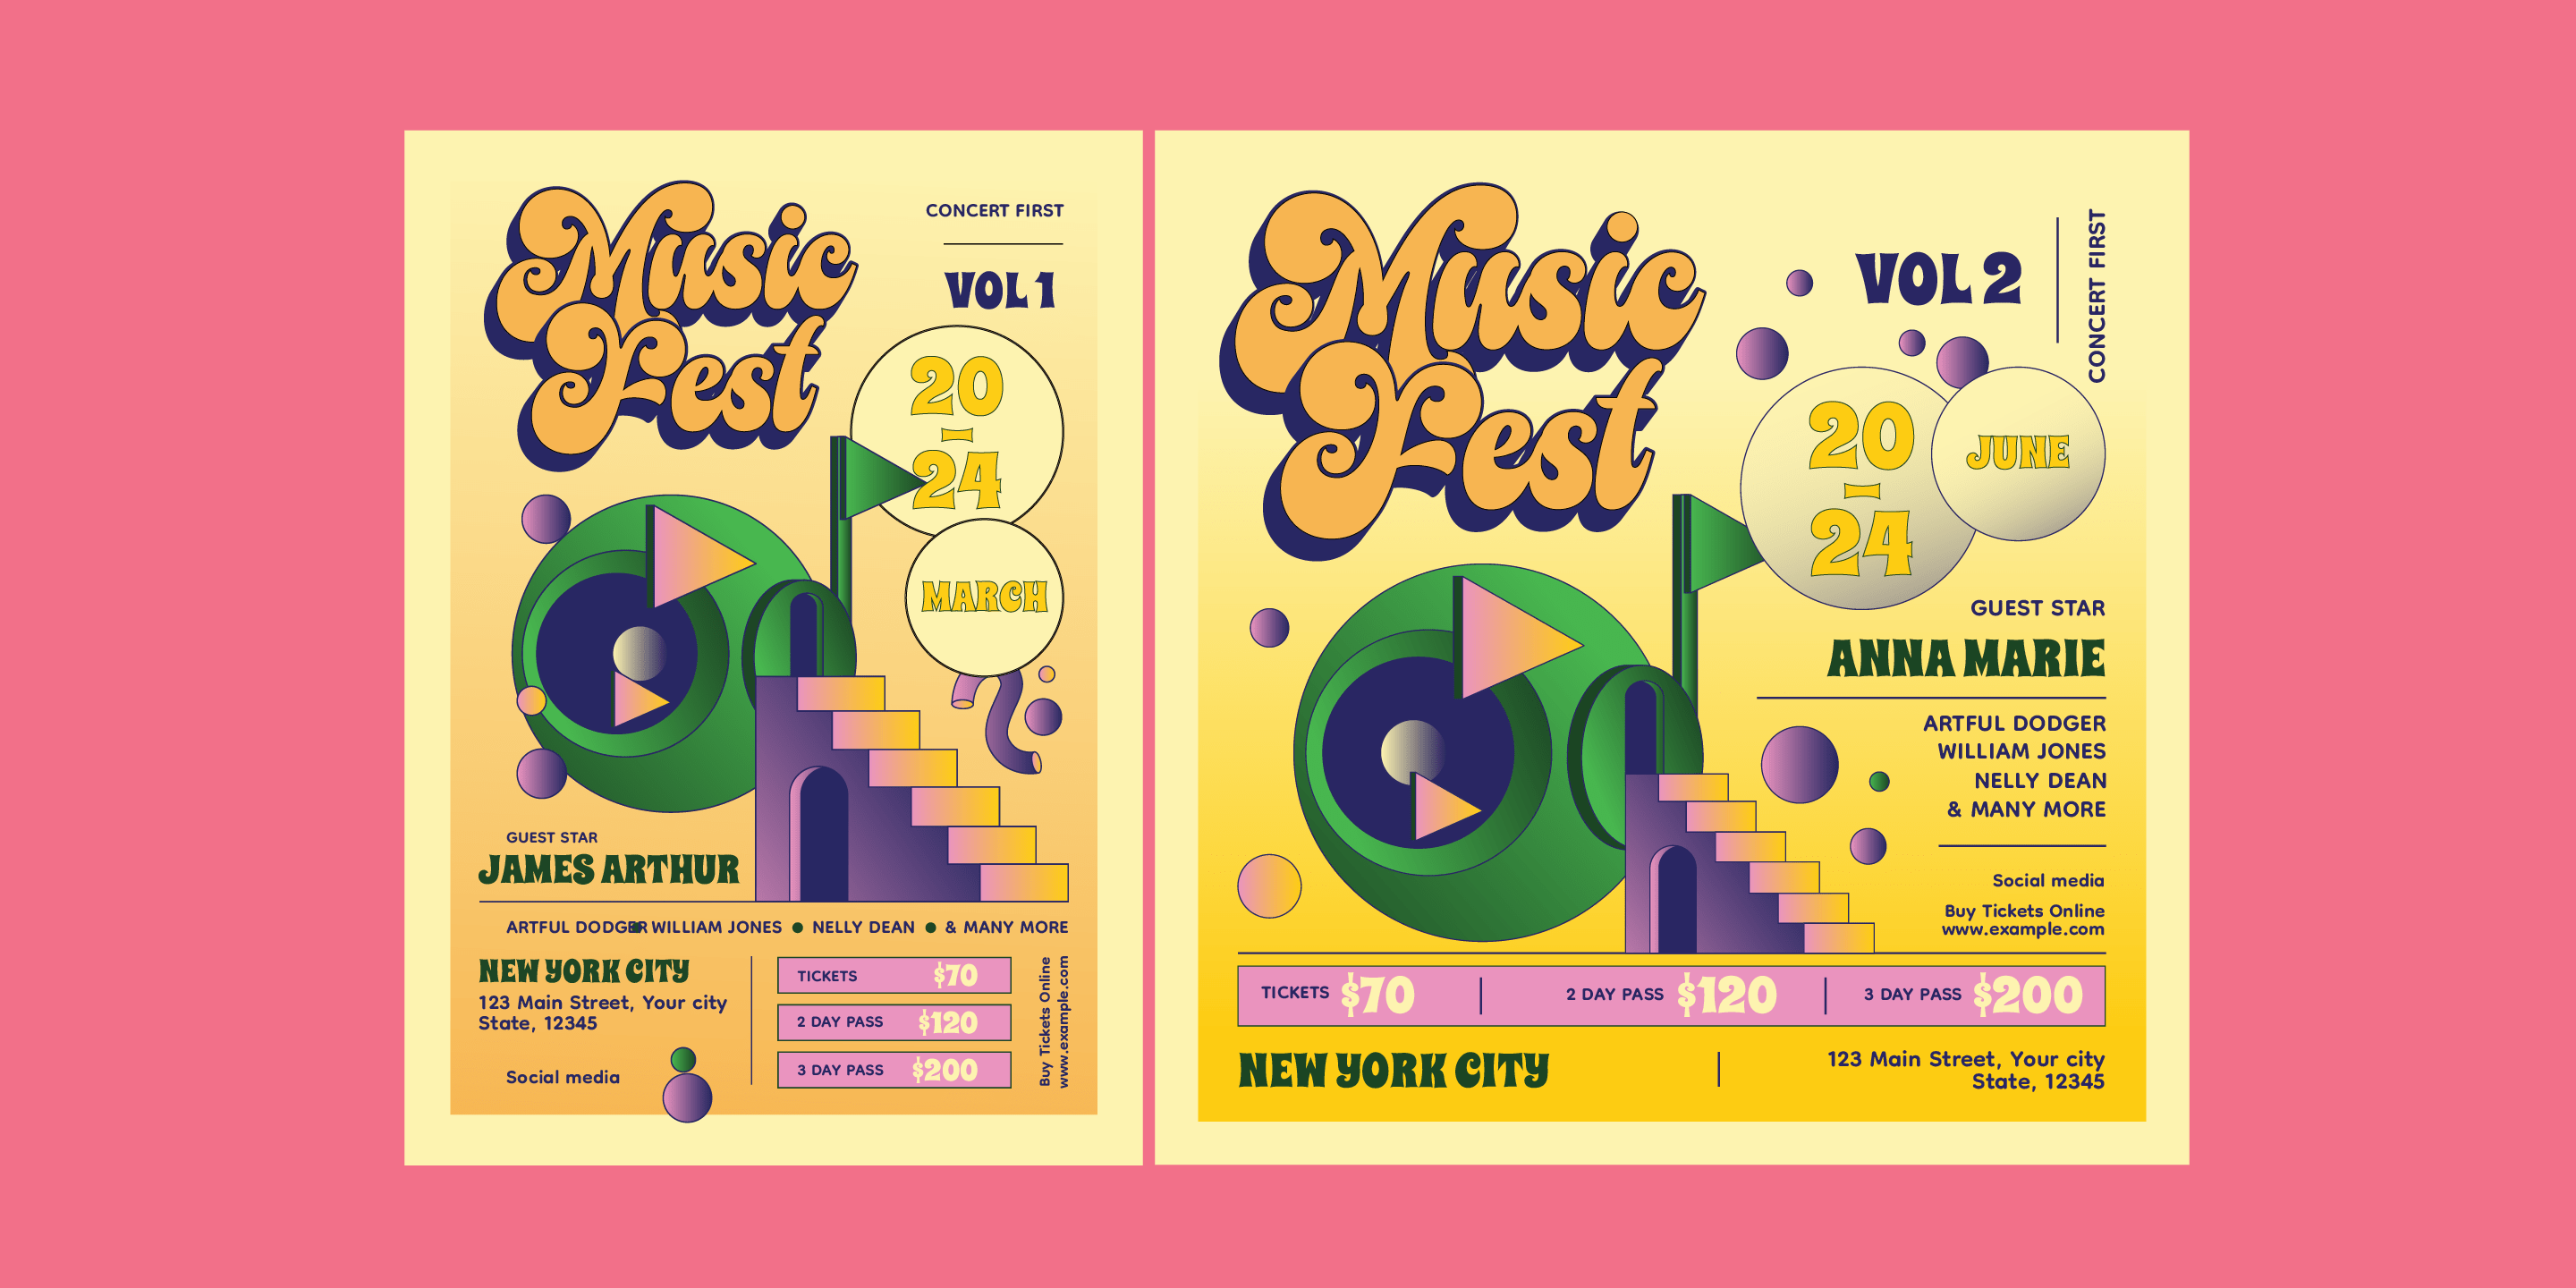 Music
Fest
CONCERT FIRST
VOL 1
20
24
MARCH
GUEST STAR
JAMES ARTHUR
ARTFUL DODGER WILLIAM JONES ● NELLY DEAN ● & MANY MORE
NEW YORK CITY
123 Main Street, Your city
State, 12345
Social media
TICKETS $70
2 DAY PASS $120
3 DAY PASS $200
Buy Tickets Online
www.example.com
Music
Fest
VOL 2
CONCERT FIRST
20
24
JUNE
GUEST STAR
ANNA MARIE
ARTFUL DODGER
WILLIAM JONES
NELLY DEAN
& MANY MORE
Social media
Buy Tickets Online
www.example.com
TICKETS $70 | 2 DAY PASS $120 | 3 DAY PASS $200
NEW YORK CITY
123 Main Street, Your city
State, 12345